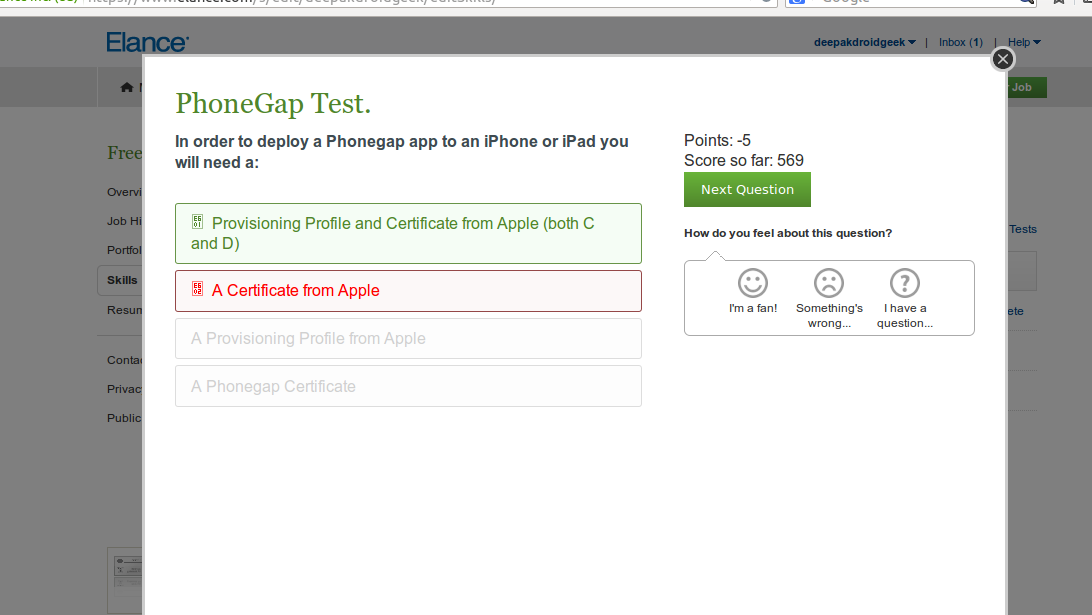 Elance
deepakdroidgeek | Inbox (1) | Help
Job
PhoneGap Test.
In order to deploy a Phonegap app to an iPhone or iPad you
will need a:
Points: -5
Score so far: 569
Next Question
How do you feel about this question?
I'm a fan!
Something's
wrong...
I have a
question...
Provisioning Profile and Certificate from Apple (both C
and D)
A Certificate from Apple
A Provisioning Profile from Apple
A Phonegap Certificate
Free
Overvi
Job Hi
Portfol
Skills
Resum
Contac
Privac
Public
Tests
ete